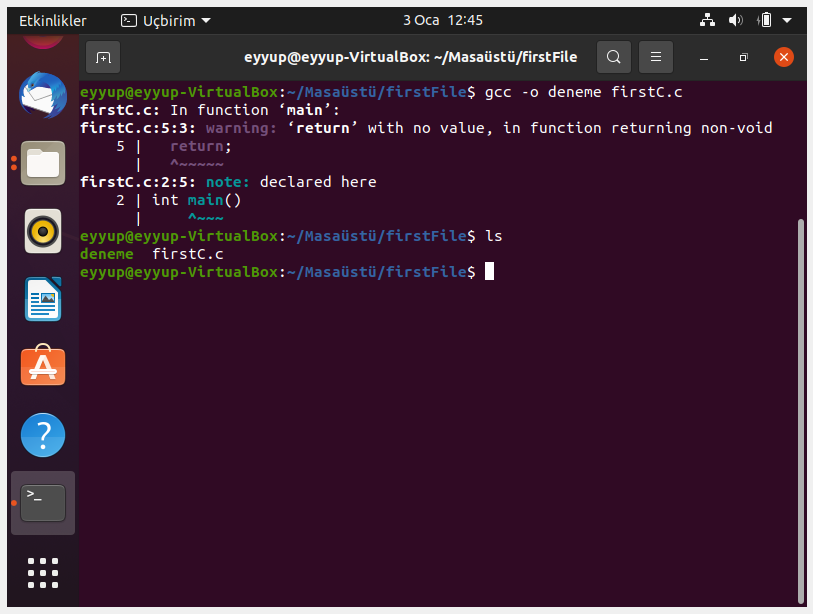 Etkinlikler
Uçbirim
3 Oca 12:45
eyyup@eyyup-VirtualBox: ~/Masaüstü/firstFile
eyyup@eyyup-VirtualBox:~/Masaüstü/firstFile$ gcc -o deneme firstC.c
firstC.c: In function ‘main’:
firstC.c:5:3: warning: ‘return’ with no value, in function returning non-void
    5 |   return;
      |   ^~~~~~
firstC.c:2:5: note: declared here
    2 | int main()
      |     ^~~~
eyyup@eyyup-VirtualBox:~/Masaüstü/firstFile$ ls
deneme  firstC.c
eyyup@eyyup-VirtualBox:~/Masaüstü/firstFile$